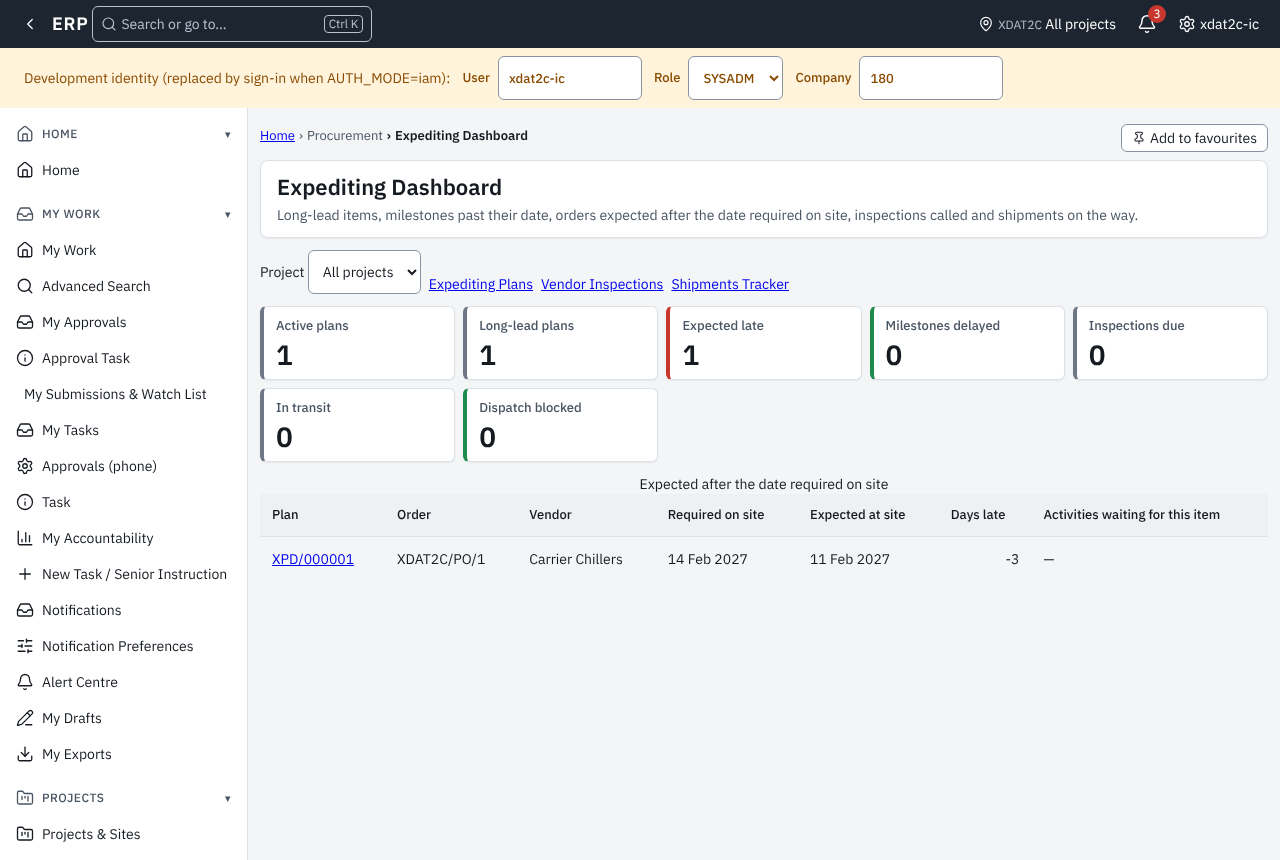 ERP Search or go to... Ctrl K XDAT2C All projects 3 xdat2c-ic
Development identity (replaced by sign-in when AUTH_MODE=iam): User xdat2c-ic Role SYSADM Company 180
HOME ▾
Home
MY WORK ▾
My Work
Advanced Search
My Approvals
Approval Task
My Submissions & Watch List
My Tasks
Approvals (phone)
Task
My Accountability
New Task / Senior Instruction
Notifications
Notification Preferences
Alert Centre
My Drafts
My Exports
PROJECTS ▾
Projects & Sites
Home › Procurement › Expediting Dashboard
Add to favourites
Expediting Dashboard
Long-lead items, milestones past their date, orders expected after the date required on site, inspections called and shipments on the way.
Project All projects Expediting Plans Vendor Inspections Shipments Tracker
Active plans
1
Long-lead plans
1
Expected late
1
Milestones delayed
0
Inspections due
0
In transit
0
Dispatch blocked
0
Expected after the date required on site
Plan Order Vendor Required on site Expected at site Days late Activities waiting for this item
XPD/000001 XDAT2C/PO/1 Carrier Chillers 14 Feb 2027 11 Feb 2027 -3 —